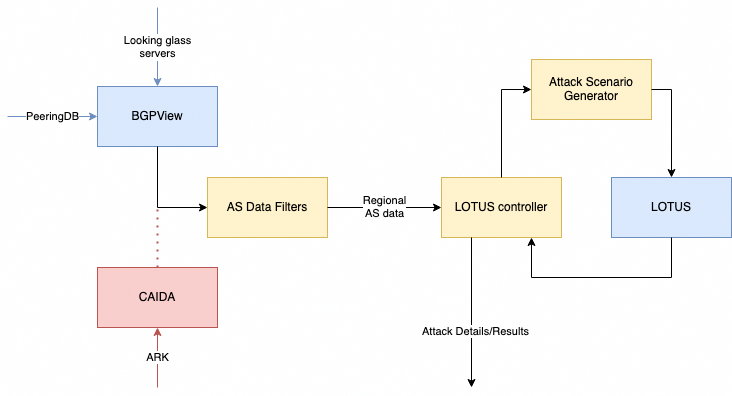 Looking glass
servers
PeeringDB
BGPView
Attack Scenario
Generator
AS Data Filters
Regional
AS data
LOTUS controller
LOTUS
CAIDA
Attack Details/Results
ARK